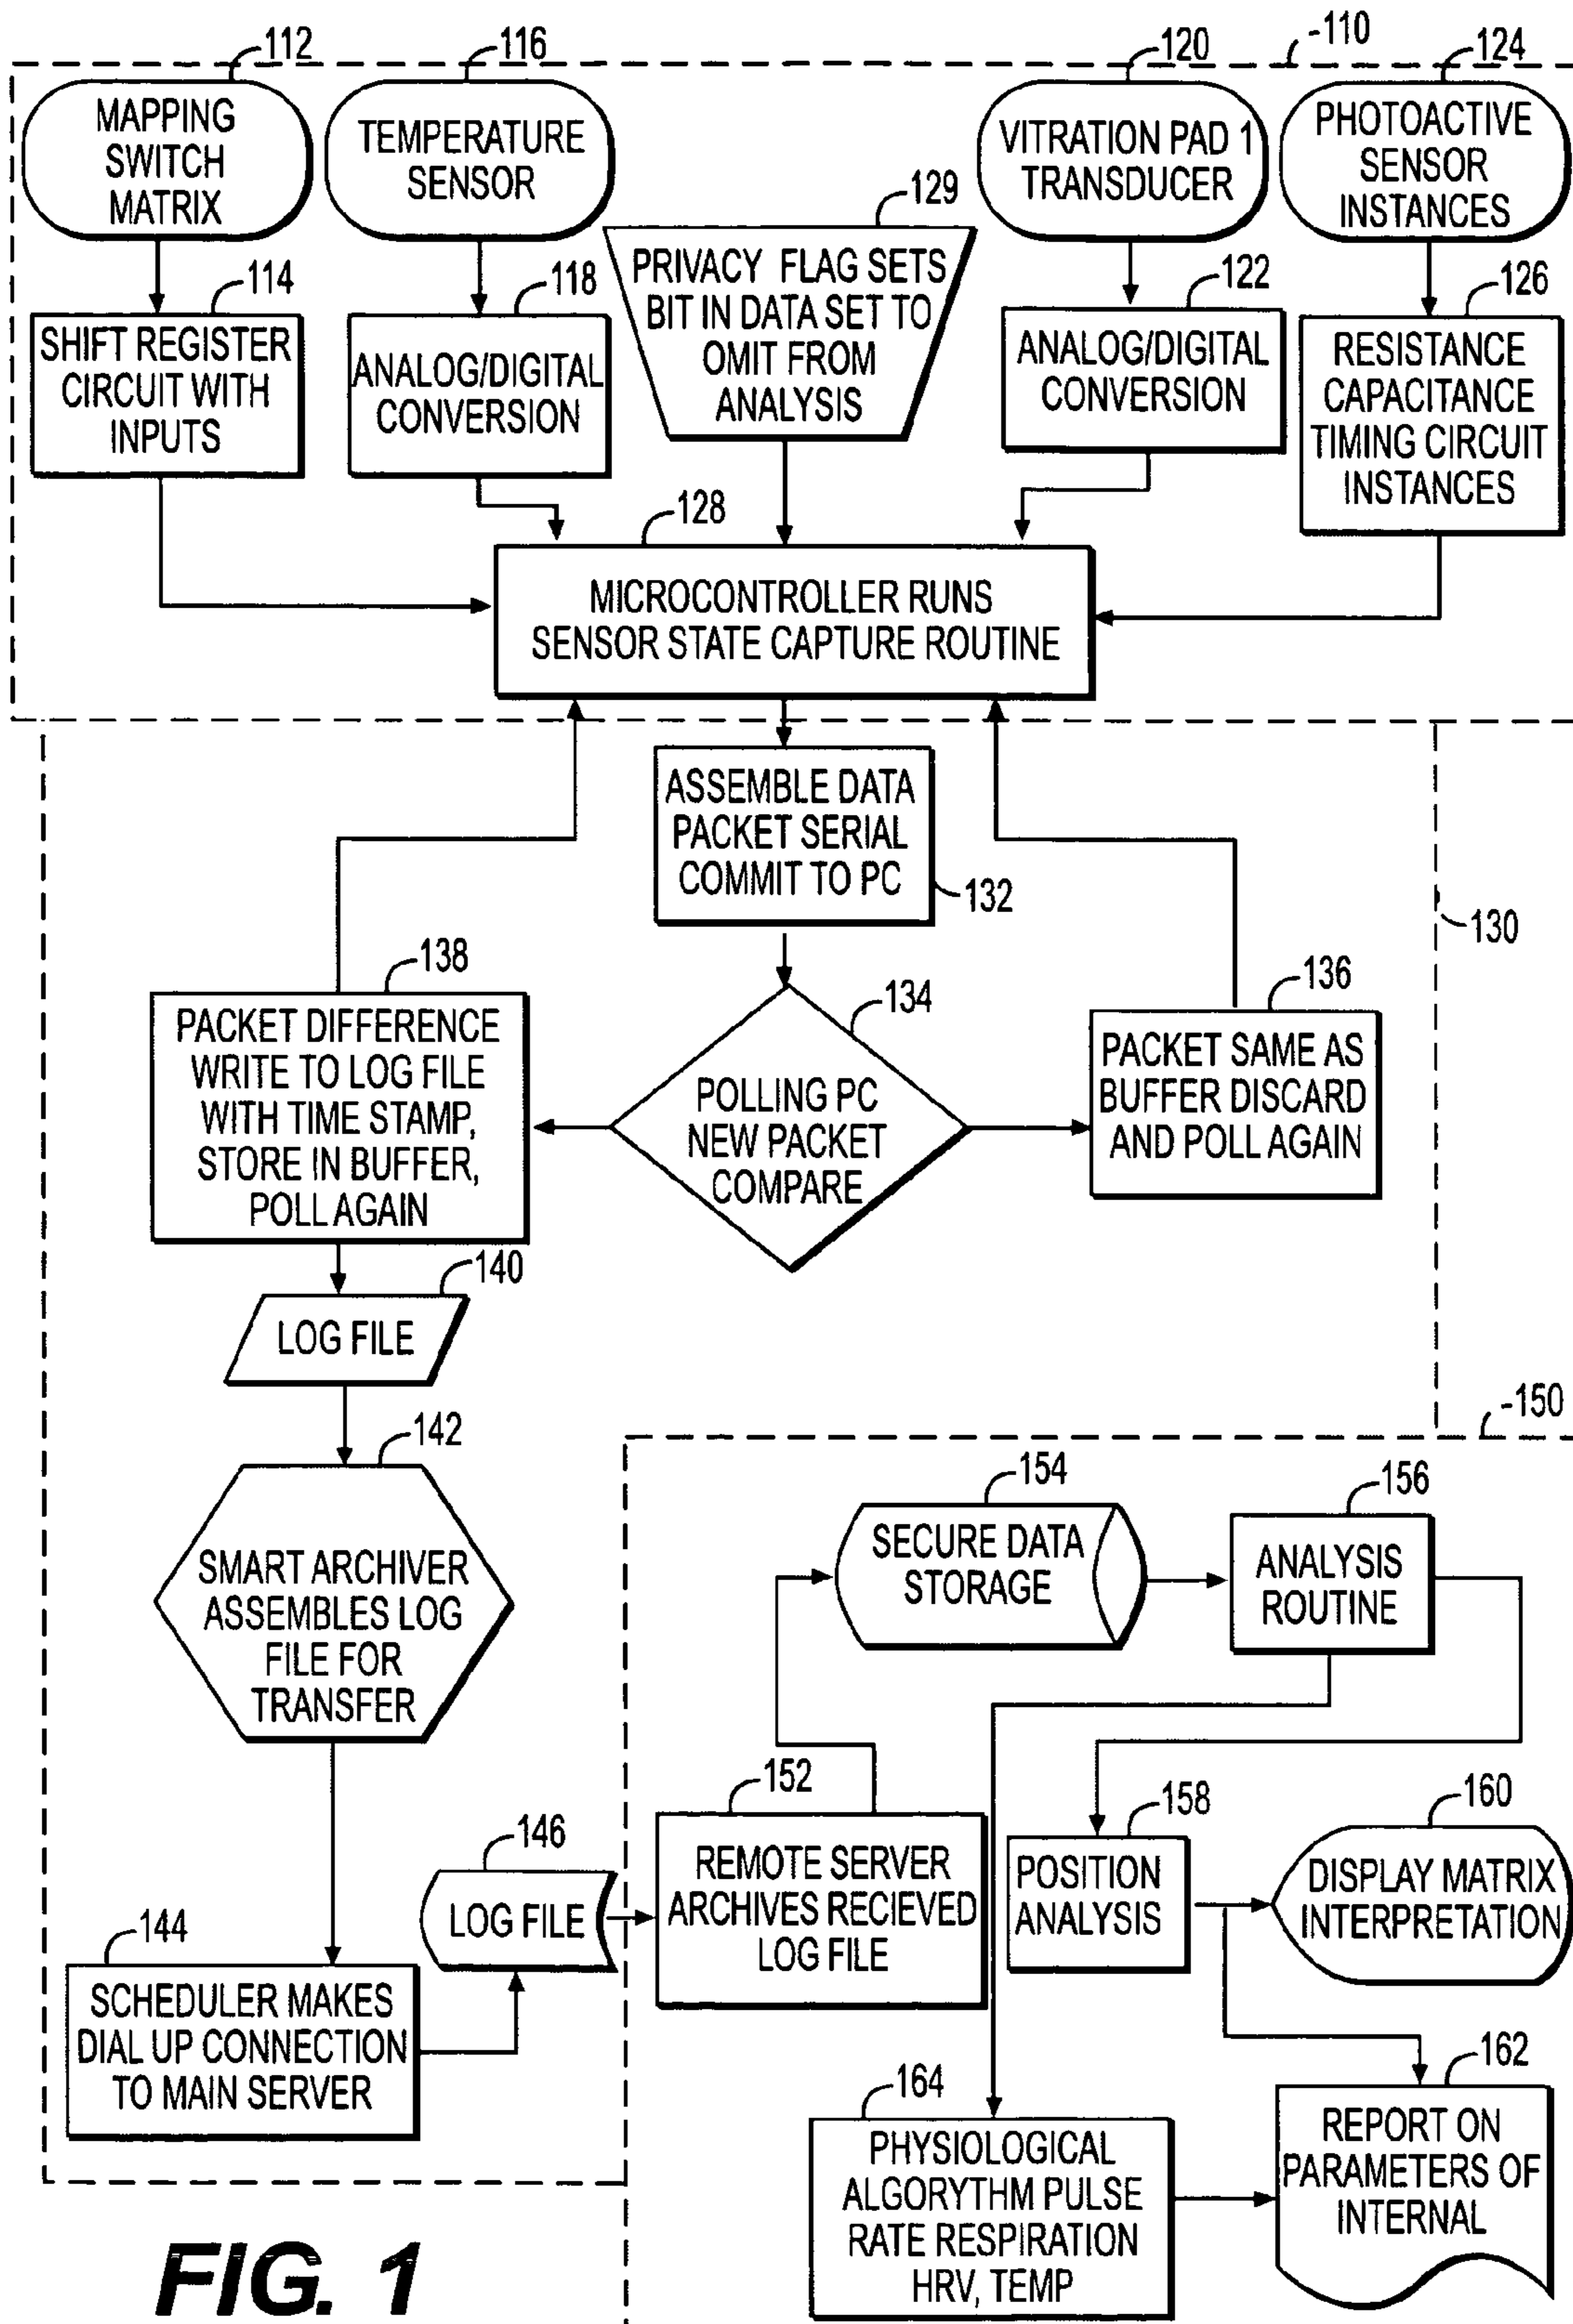 112
116
120
-110
124
MAPPING
SWITCH
MATRIX
TEMPERATURE
SENSOR
VITRATION PAD 1
TRANSDUCER
PHOTOACTIVE
SENSOR
INSTANCES
129
PRIVACY FLAG SETS
BIT IN DATA SET TO
OMIT FROM
ANALYSIS
114
SHIFT REGISTER
CIRCUIT WITH
INPUTS
118
ANALOG/DIGITAL
CONVERSION
122
ANALOG/DIGITAL
CONVERSION
126
RESISTANCE
CAPACITANCE
TIMING CIRCUIT
INSTANCES
128
MICROCONTROLLER RUNS
SENSOR STATE CAPTURE ROUTINE
ASSEMBLE DATA
PACKET SERIAL
COMMIT TO PC
132
130
138
PACKET DIFFERENCE
WRITE TO LOG FILE
WITH TIME STAMP,
STORE IN BUFFER,
POLL AGAIN
134
POLLING PC
NEW PACKET
COMPARE
136
PACKET SAME AS
BUFFER DISCARD
AND POLL AGAIN
140
LOG FILE
142
SMART ARCHIVER
ASSEMBLES LOG
FILE FOR
TRANSFER
-150
154
SECURE DATA
STORAGE
156
ANALYSIS
ROUTINE
144
SCHEDULER MAKES
DIAL UP CONNECTION
TO MAIN SERVER
146
LOG FILE
152
REMOTE SERVER
ARCHIVES RECIEVED
LOG FILE
158
POSITION
ANALYSIS
160
DISPLAY MATRIX
INTERPRETATION
164
PHYSIOLOGICAL
ALGORYTHM PULSE
RATE RESPIRATION
HRV, TEMP
162
REPORT ON
PARAMETERS OF
INTERNAL
FIG. 1